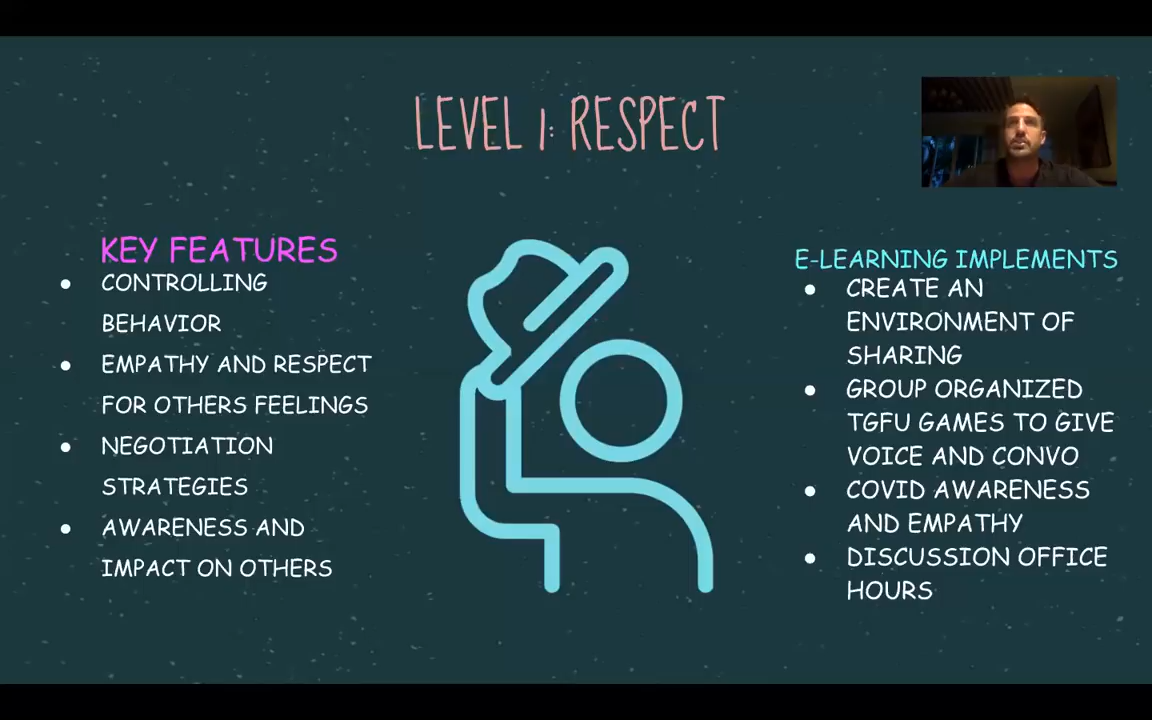 LEVEL 1: RESPECT
KEY FEATURES
● CONTROLLING
BEHAVIOR
● EMPATHY AND RESPECT
FOR OTHERS FEELINGS
● NEGOTIATION
STRATEGIES
● AWARENESS AND
IMPACT ON OTHERS
E-LEARNING IMPLEMENTS
● CREATE AN
ENVIRONMENT OF
SHARING
● GROUP ORGANIZED
TGFU GAMES TO GIVE
VOICE AND CONVO
● COVID AWARENESS
AND EMPATHY
● DISCUSSION OFFICE
HOURS